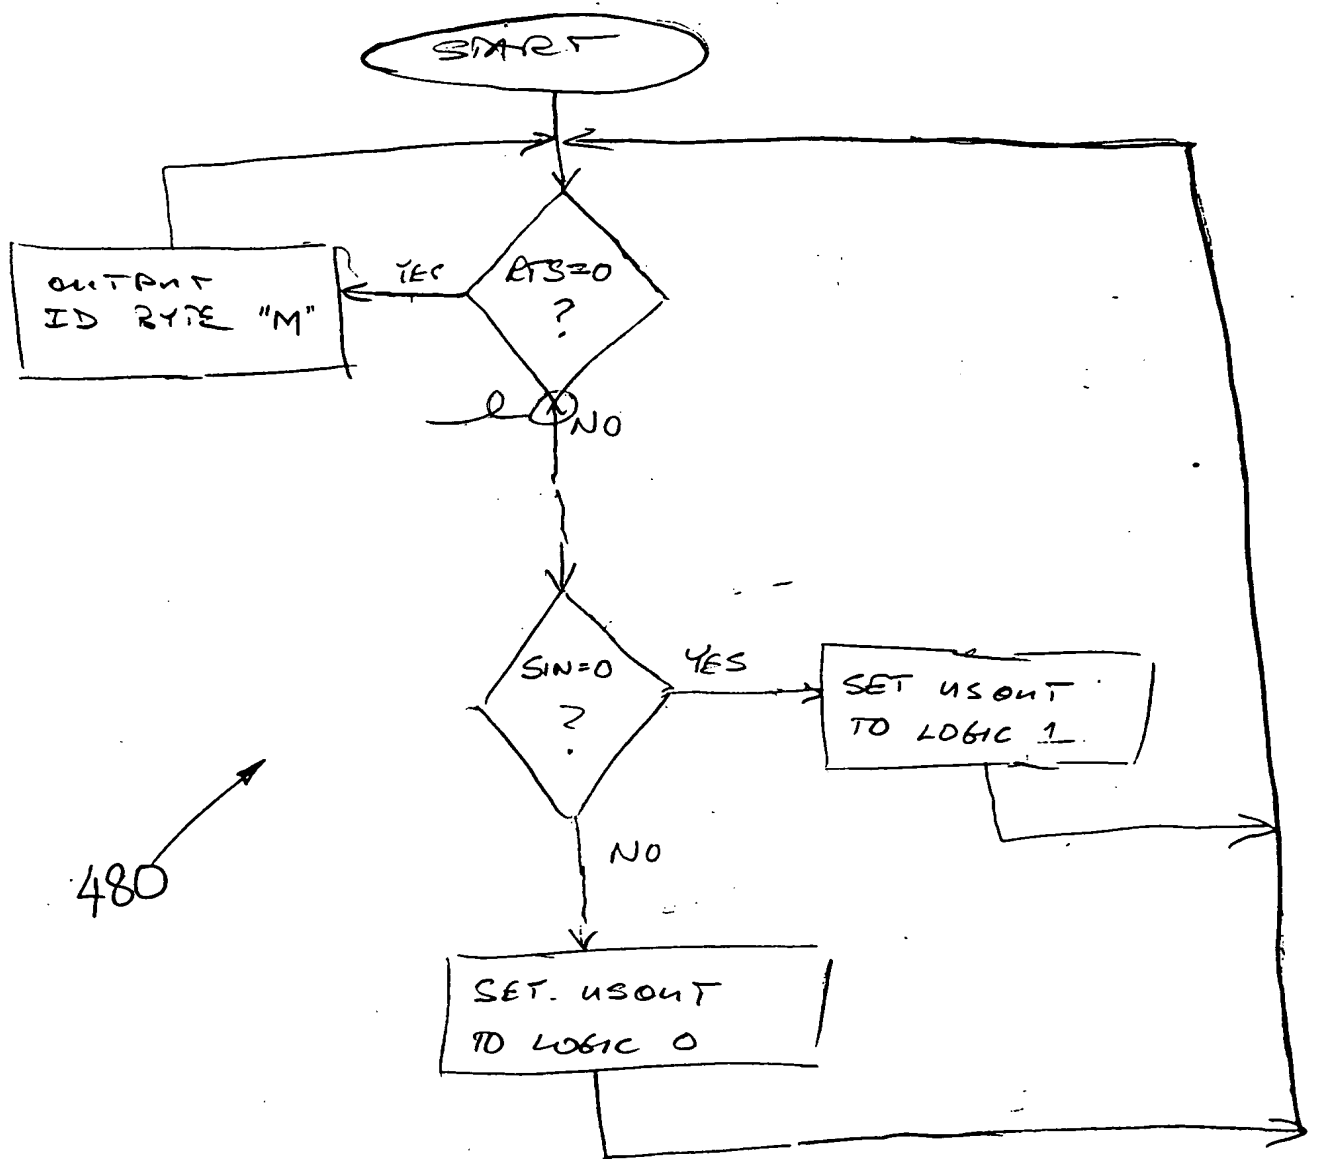 START
YES
RTS=0
?
OUTPUT
ID BYTE "M"
NO
SIN=0
?
YES
SET USOUT
TO LOGIC 1
NO
480
SET USOUT
TO LOGIC 0